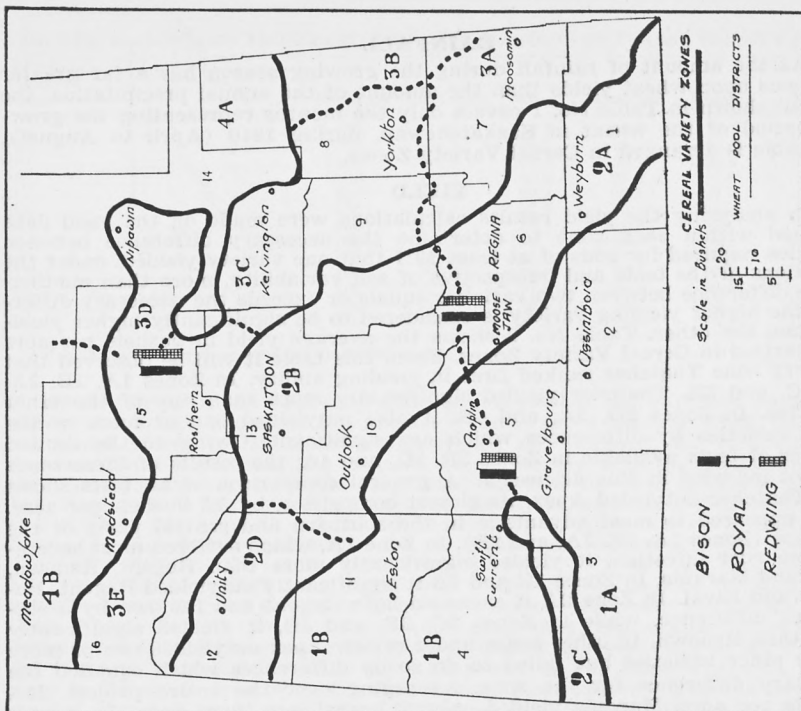 4A
14
Nipawin
3D
3C
Kelvington
8
3B
Yorkton
3A
Moosomin
Meadow Lake
4B
3E
16
McMacleod
15
Rosthern
13
SASKATOON
2B
9
REGINA
MOOSE JAW
6
Weyburn
2A
1
Unity
2D
1B
Outlook
10
11
Eston
Chaplin
5
Gravelbourg
Assiniboia
2
1B
7
Swift Current
4
3
1A
2C
BISON
ROYAL
REDWING
Scale in bushels
20
15
10
5
0
CEREAL VARIETY ZONES
WHEAT POOL DISTRICTS